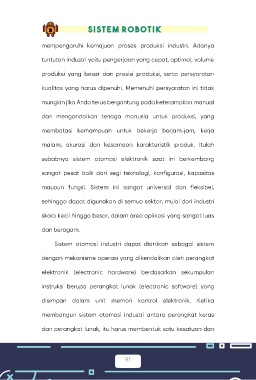 SISTEM ROBOTIK
mempengaruhi kemajuan proses produksi industri. Adanya
tuntutan industri yaitu pengerjaan yang cepat, optimal, volume
produksi yang besar dan presisi produksi, serta persyaratan
kualitas yang harus dipenuhi. Memenuhi persyaratan ini tidak
mungkin jika Anda terus bergantung pada keterampilan manual
dan mengandalkan tenaga manusia untuk produksi, yang
membatasi kemampuan untuk bekerja berjam-jam, kerja
malam, akurasi dan kesamaan karakteristik produk. Itulah
sebabnya sistem otomasi elektronik saat ini berkembang
sangat pesat baik dari segi teknologi, konfigurasi, kapasitas
maupun fungsi. Sistem ini sangat universal dan fleksibel,
sehingga dapat digunakan di semua sektor, mulai dari industri
skala kecil hingga besar, dalam area aplikasi yang sangat luas
dan beragam.
Sistem otomasi industri dapat diartikan sebagai sistem
dengan mekanisme operasi yang dikendalikan oleh perangkat
elektronik (electronic hardware) berdasarkan sekumpulan
instruksi berupa perangkat lunak (electronic software) yang
disimpan dalam unit memori kontrol elektronik. Ketika
membangun sistem otomasi industri antara perangkat keras
dan perangkat lunak, itu harus membentuk satu kesatuan dan
91